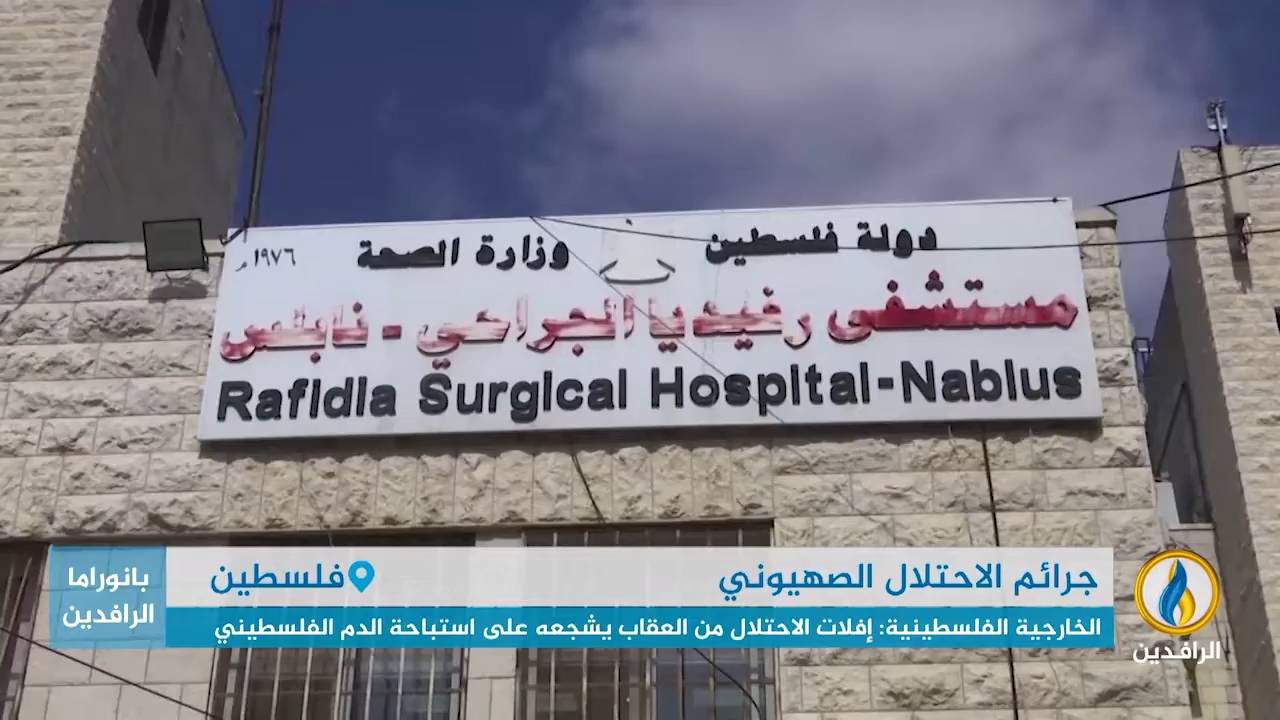 دولة فلسطين
وزارة الصحة
١٩٧٦ م
مستشفى رفيديا الجراحي - نابلس
Rafidia Surgical Hospital-Nablus
جرائم الاحتلال الصهيوني
فلسطين
بانوراما
الرافدين
الخارجية الفلسطينية: إفلات الاحتلال من العقاب يشجعه على استباحة الدم الفلسطيني
الرافدين